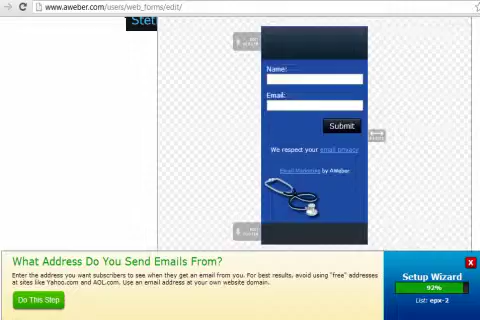 www.aweber.com/users/web_forms/edit/
Stet
Name:
Email:
Submit
We respect your email privacy
Email Marketing by AWeber
What Address Do You Send Emails From?
Enter the address you want subscribers to see when they get an email from you. For best results, avoid using "free" addresses
at sites like Yahoo.com and AOL.com. Use an email address at your own website domain.
Do This Step
X
Setup Wizard
92%
List: epx-2